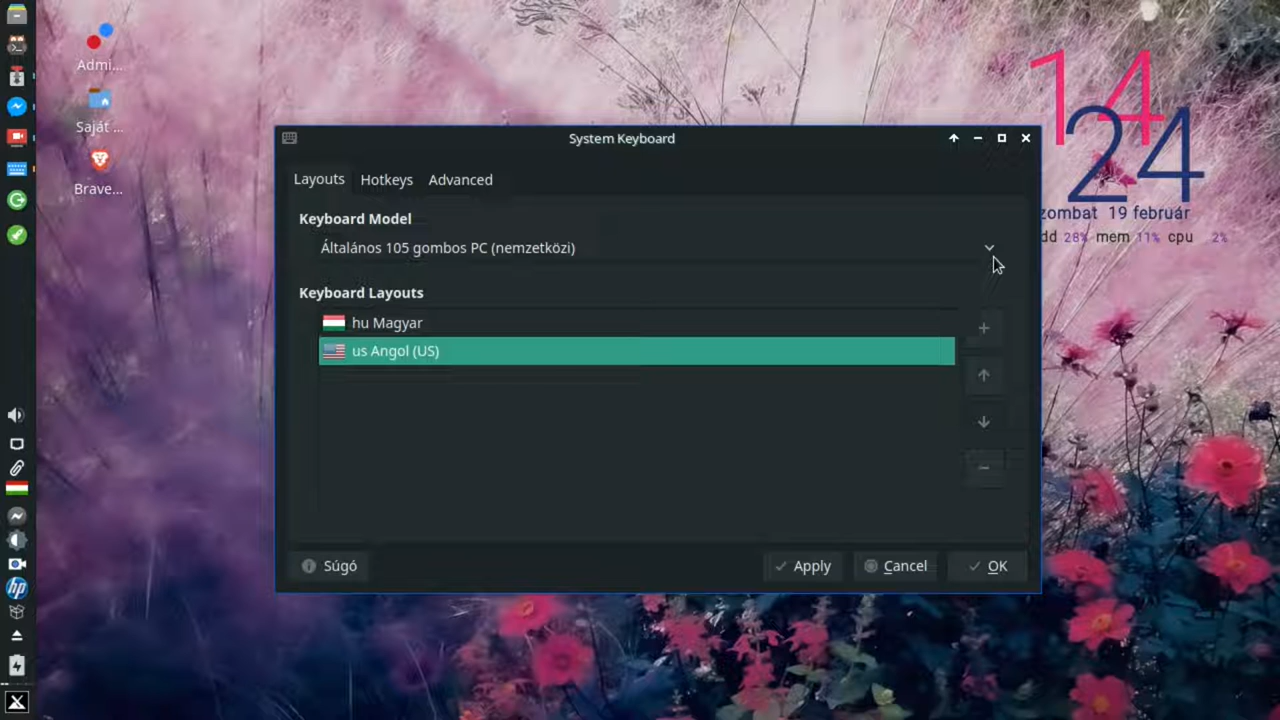 Admi...
Saját ...
Brave...
System Keyboard
Layouts Hotkeys Advanced
Keyboard Model
Általános 105 gombos PC (nemzetközi)
Keyboard Layouts
hu Magyar
us Angol (US)
Súgó
Apply
Cancel
OK
14
24
zombat 19 február
dd 28% mem 11% cpu 2%
hp